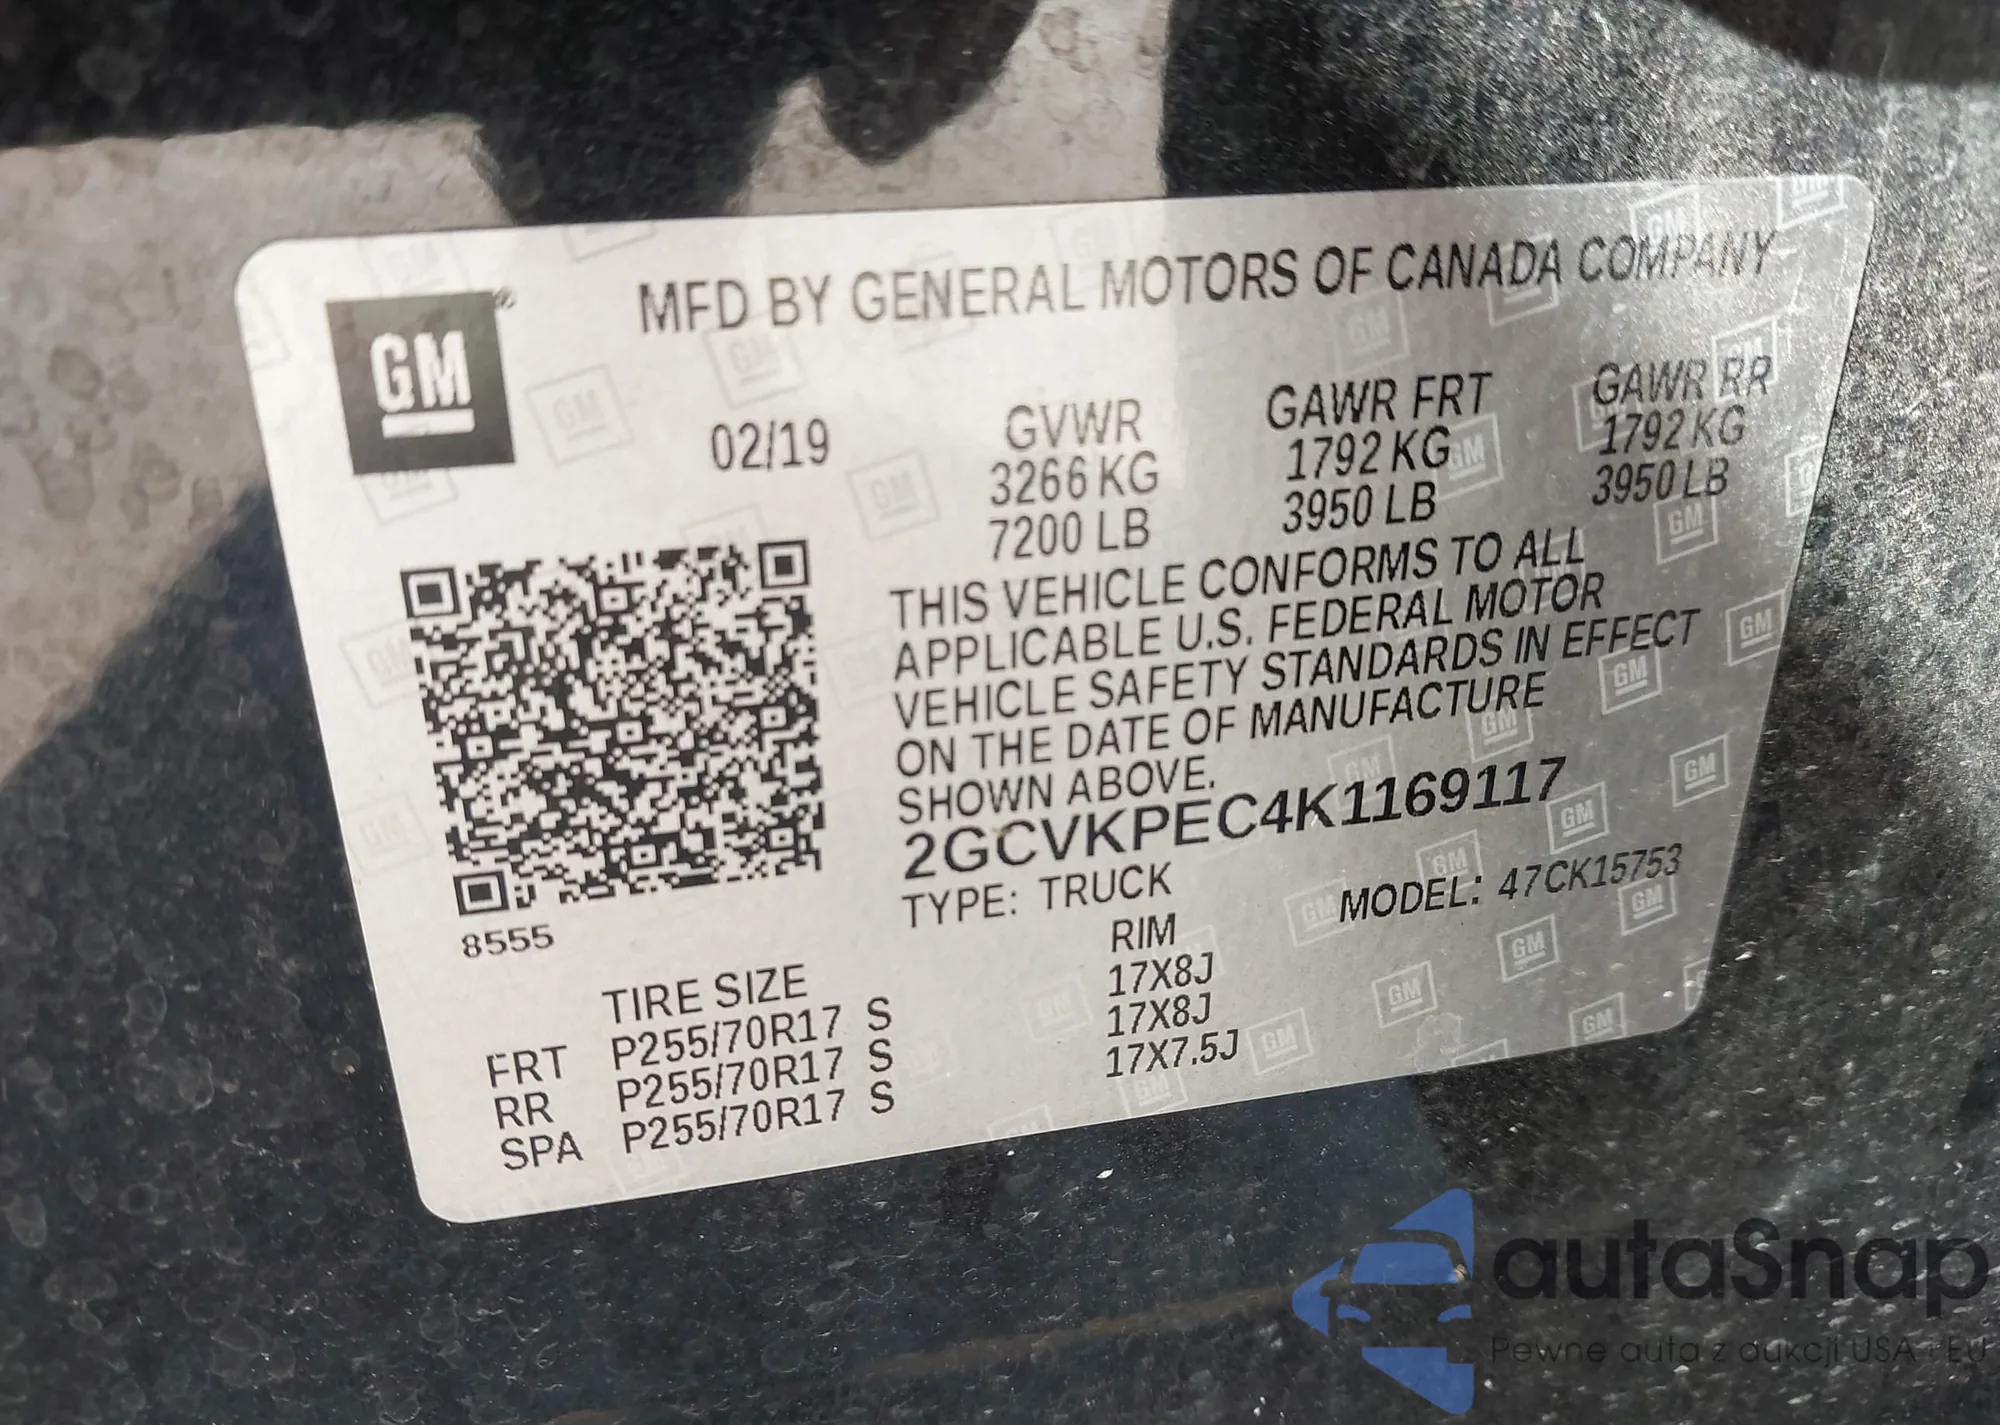 MFD BY GENERAL MOTORS OF CANADA COMPANY
GM ®
02/19
GVWR GAWR FRT GAWR RR
3266 KG 1792 KG 1792 KG
7200 LB 3950 LB 3950 LB
THIS VEHICLE CONFORMS TO ALL
APPLICABLE U.S. FEDERAL MOTOR
VEHICLE SAFETY STANDARDS IN EFFECT
ON THE DATE OF MANUFACTURE
SHOWN ABOVE.
2GCVKPEC4K1169117
TYPE: TRUCK MODEL: 47CK15753
8555
TIRE SIZE RIM
FRT P255/70R17 S 17X8J
RR P255/70R17 S 17X8J
SPA P255/70R17 S 17X7.5J
autaSnap
Pewne auta z aukcji USA i EU